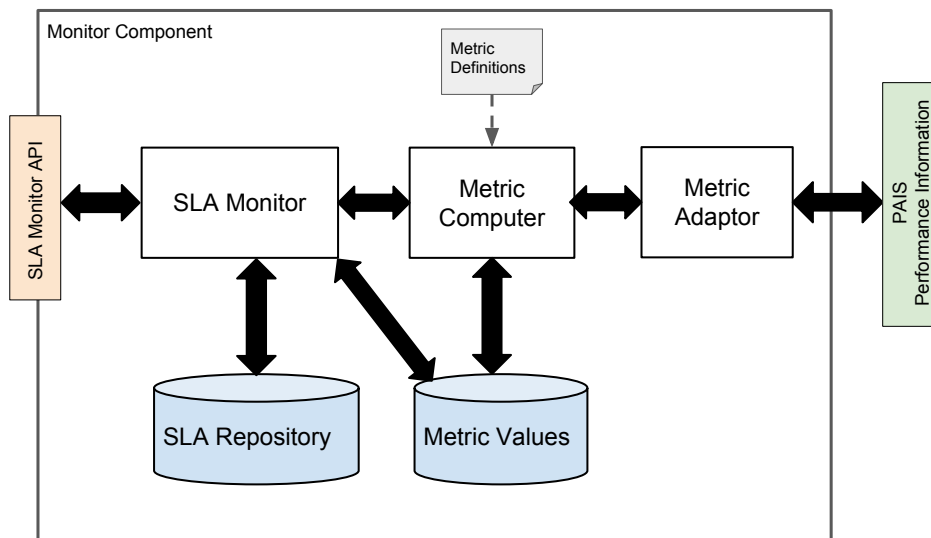 Monitor Component
Metric
Definitions
SLA Monitor API
SLA Monitor
Metric
Computer
Metric
Adaptor
PAIS
Performance Information
SLA Repository
Metric Values